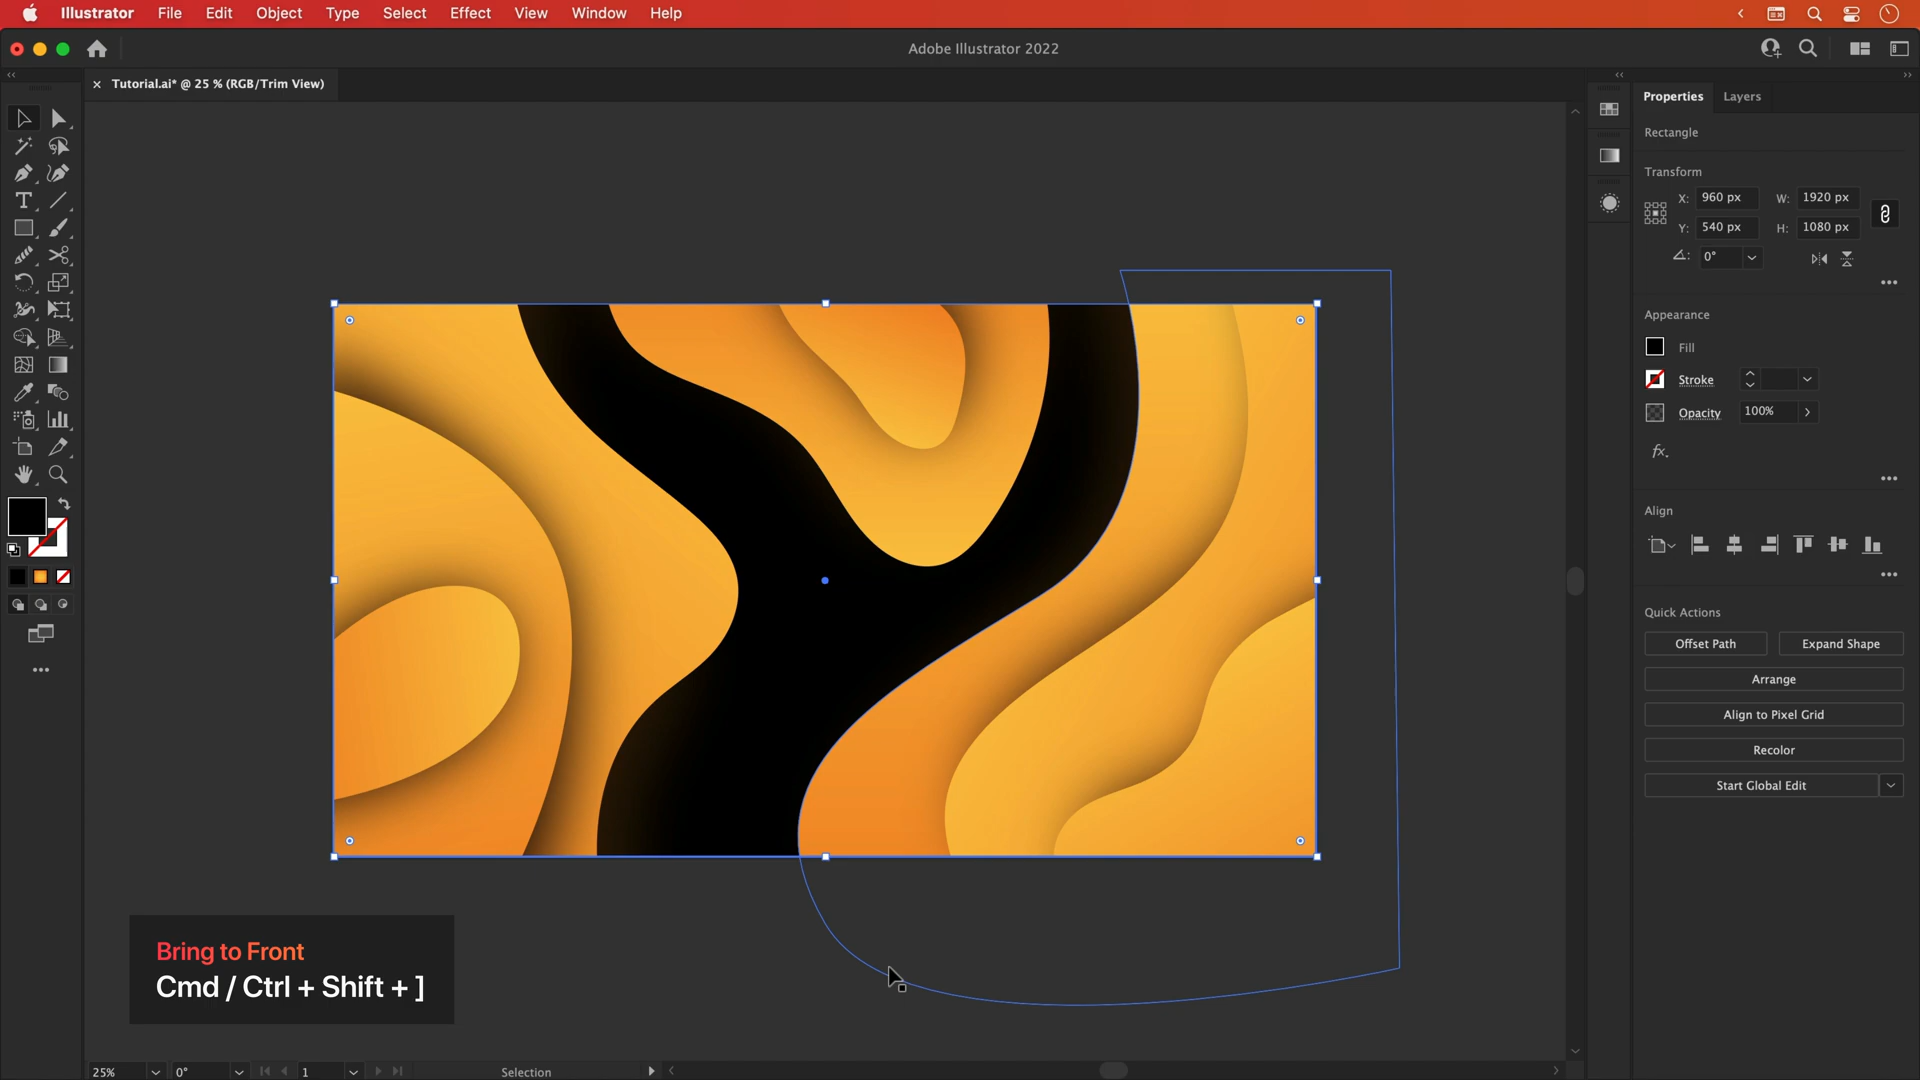 Illustrator File Edit Object Type Select Effect View Window Help
Adobe Illustrator 2022
Tutorial.ai* @ 25 % (RGB/Trim View)
Properties Layers
Rectangle
Transform
X: 960 px W: 1920 px
Y: 540 px H: 1080 px
0°
Appearance
Fill
Stroke
Opacity 100%
fx.
Align
Quick Actions
Offset Path Expand Shape
Arrange
Align to Pixel Grid
Recolor
Start Global Edit
Bring to Front
Cmd / Ctrl + Shift + ]
25% 0° 1 Selection